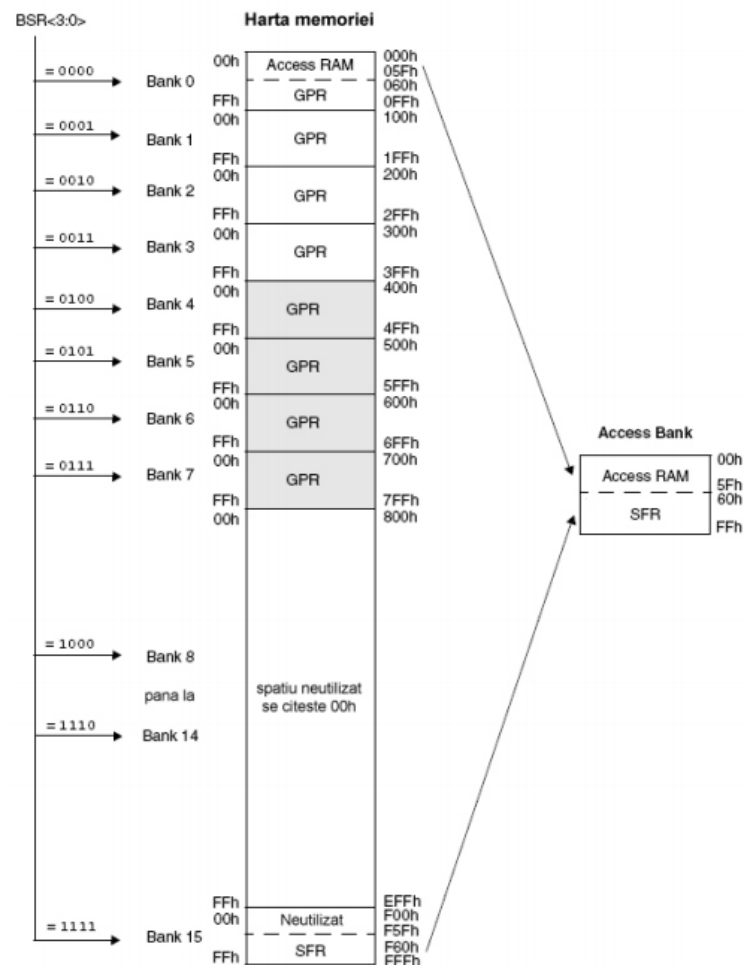 BSR<3:0>
Harta memoriei
= 0000
Bank 0
00h
Access RAM
000h
05Fh
060h
FFh
GPR
0FFh
= 0001
Bank 1
00h
GPR
100h
FFh
1FFh
= 0010
Bank 2
00h
GPR
200h
FFh
2FFh
= 0011
Bank 3
00h
GPR
300h
FFh
3FFh
= 0100
Bank 4
00h
GPR
400h
FFh
4FFh
= 0101
Bank 5
00h
GPR
500h
FFh
5FFh
= 0110
Bank 6
00h
GPR
600h
FFh
6FFh
= 0111
Bank 7
00h
GPR
700h
FFh
7FFh
00h
800h
= 1000
Bank 8
pana la
= 1110
Bank 14
spatiu neutilizat
se citeste 00h
FFh
EFFh
= 1111
Bank 15
00h
Neutilizat
F00h
F5Fh
F60h
FFh
SFR
FFFh
Access Bank
Access RAM
00h
5Fh
60h
SFR
FFh